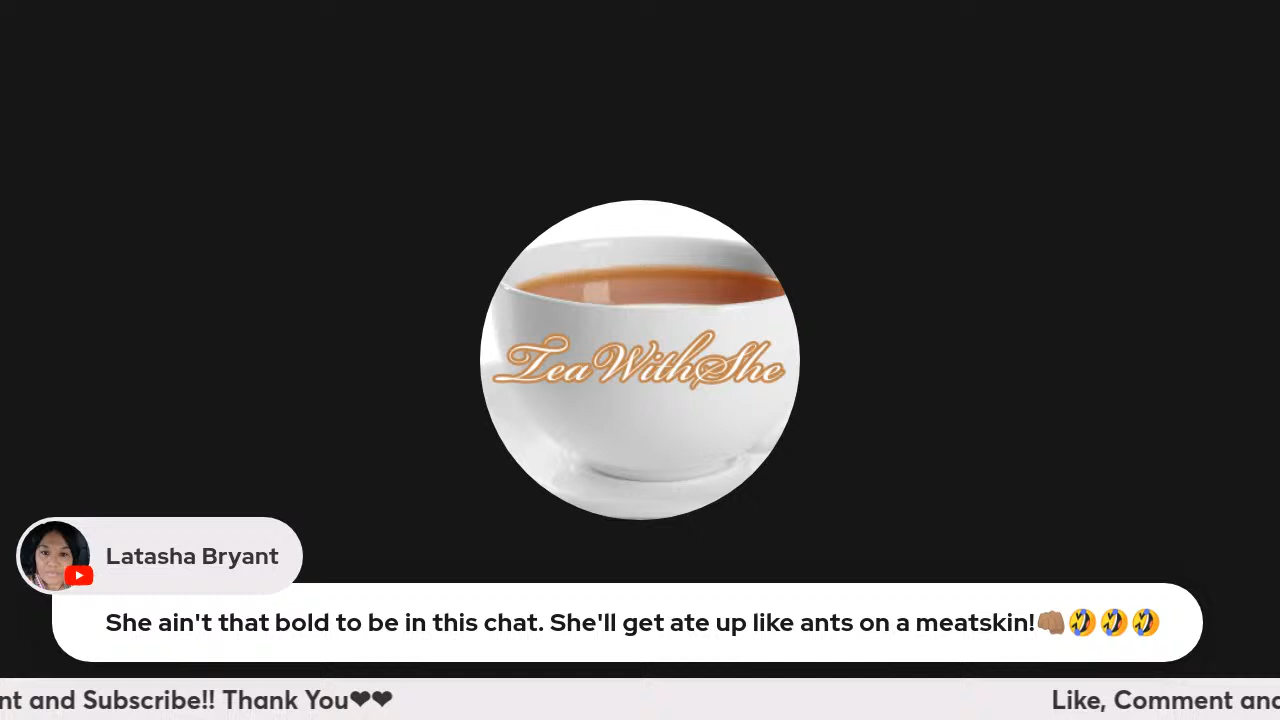 TeaWithShe
Latasha Bryant
She ain't that bold to be in this chat. She'll get ate up like ants on a meatskin!👊🏽🤣🤣🤣
nt and Subscribe!! Thank You❤❤ Like, Comment and